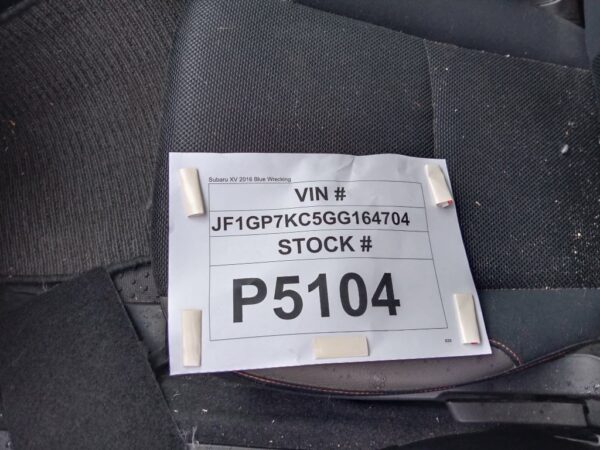 Subaru XV 2016 Blue Wrecking
VIN #
JF1GP7KC5GG164704
STOCK #
P5104